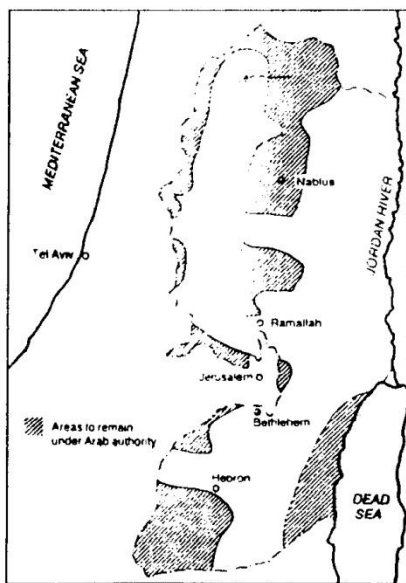 MEDITERRANEAN SEA
Nablus
JORDAN RIVER
Tel Aviv
Ramallah
Jerusalem
Areas to remain
under Arab authority
Bethlehem
Hebron
DEAD
SEA